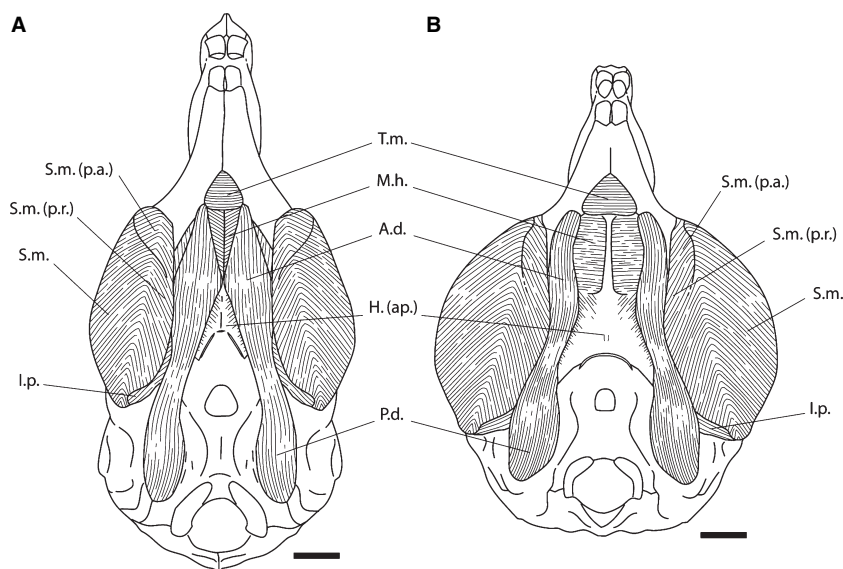 A
B
S.m. (p.a.)
S.m. (p.r.)
S.m.
I.p.
T.m.
M.h.
A.d.
H. (ap.)
P.d.
S.m. (p.a.)
S.m. (p.r.)
S.m.
I.p.